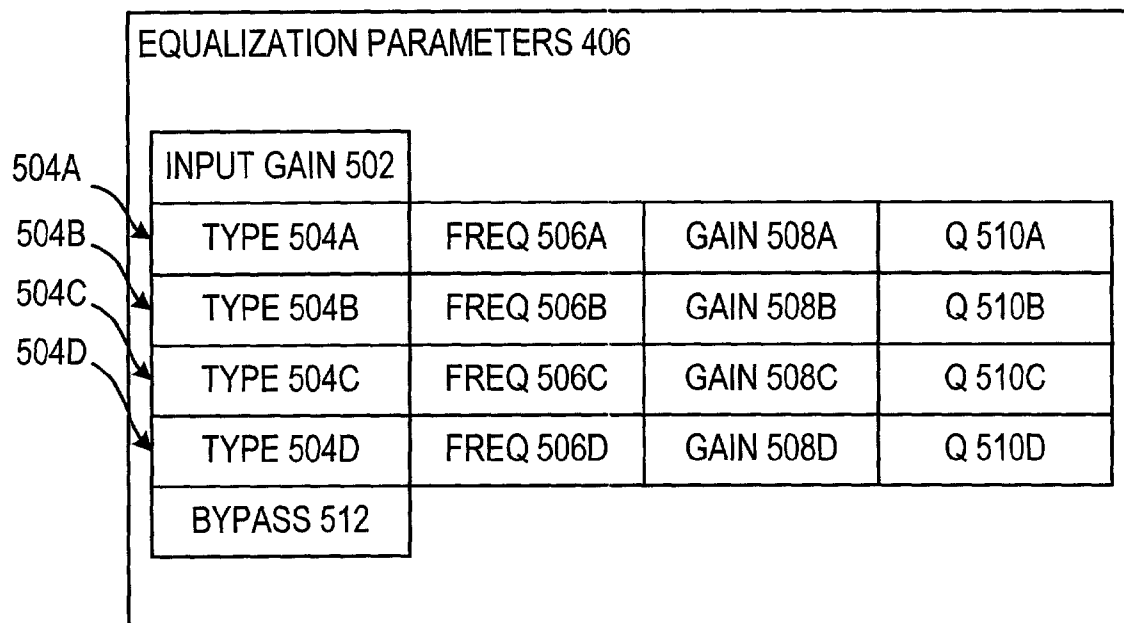 EQUALIZATION PARAMETERS 406
INPUT GAIN 502
504A
TYPE 504A FREQ 506A GAIN 508A Q 510A
504B
TYPE 504B FREQ 506B GAIN 508B Q 510B
504C
TYPE 504C FREQ 506C GAIN 508C Q 510C
504D
TYPE 504D FREQ 506D GAIN 508D Q 510D
BYPASS 512